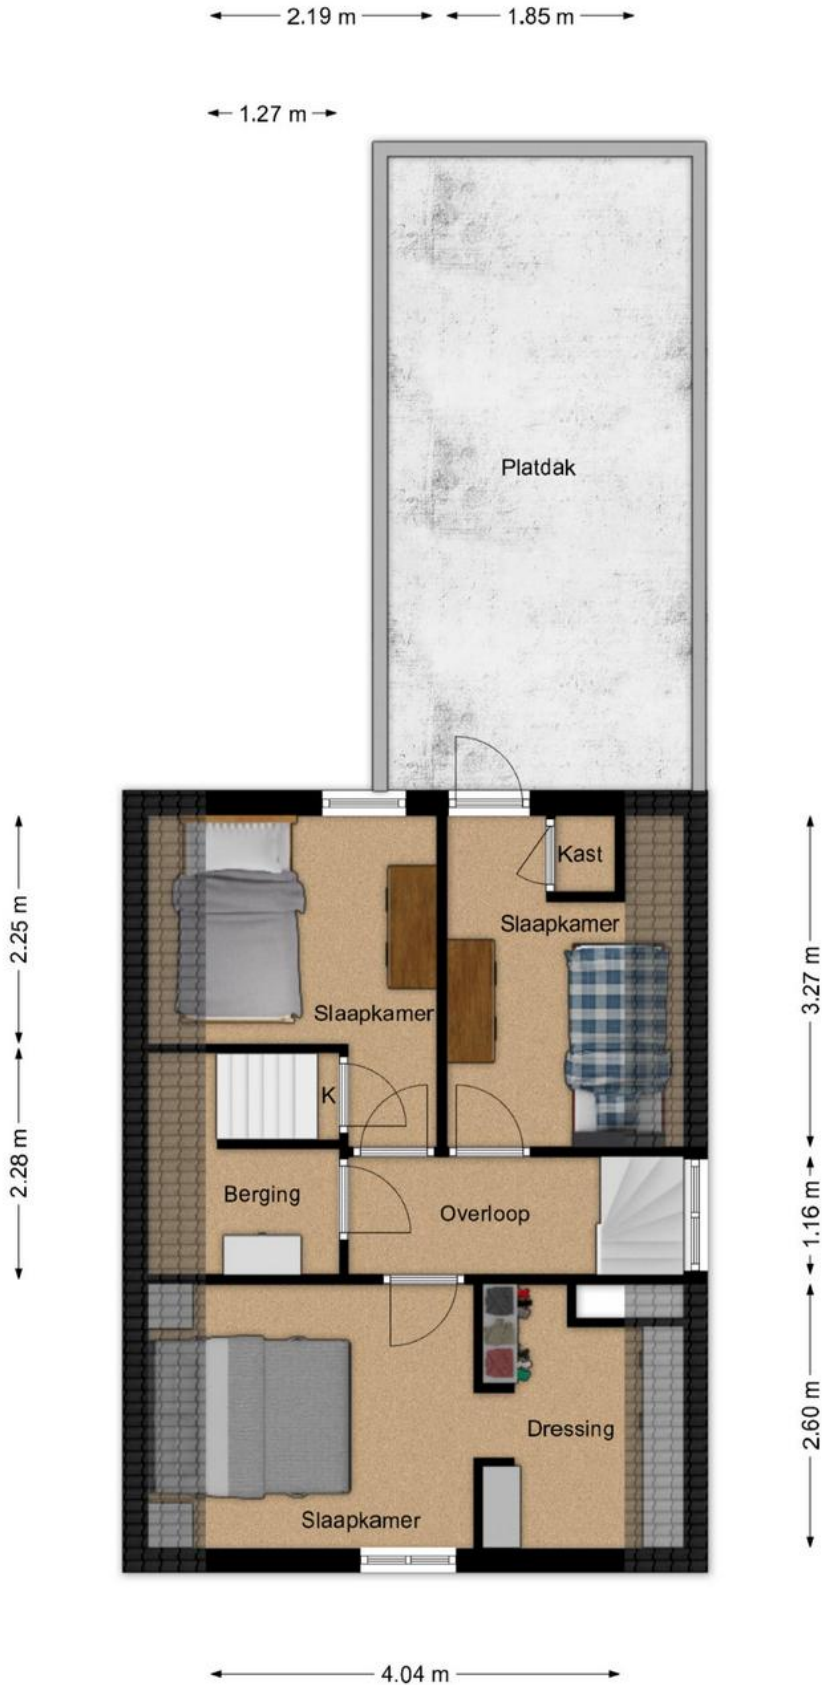 2.19 m
1.85 m
1.27 m
Platdak
Kast
Slaapkamer
2.25 m
3.27 m
Slaapkamer
K
2.28 m
Berging
Overloop
1.16 m
Dressing
2.60 m
Slaapkamer
4.04 m